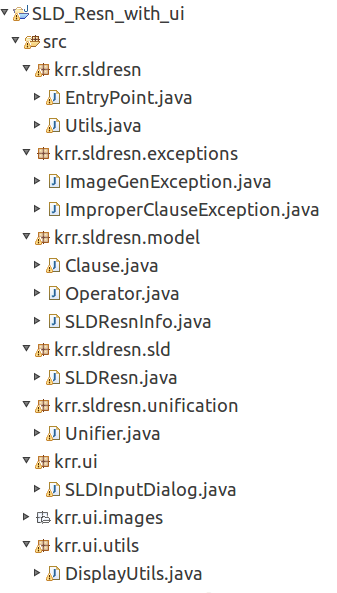 SLD_Resn_with_ui
src
krr.sldresn
EntryPoint.java
Utils.java
krr.sldresn.exceptions
ImageGenException.java
ImproperClauseException.java
krr.sldresn.model
Clause.java
Operator.java
SLDResnInfo.java
krr.sldresn.sld
SLDResn.java
krr.sldresn.unification
Unifier.java
krr.ui
SLDInputDialog.java
krr.ui.images
krr.ui.utils
DisplayUtils.java